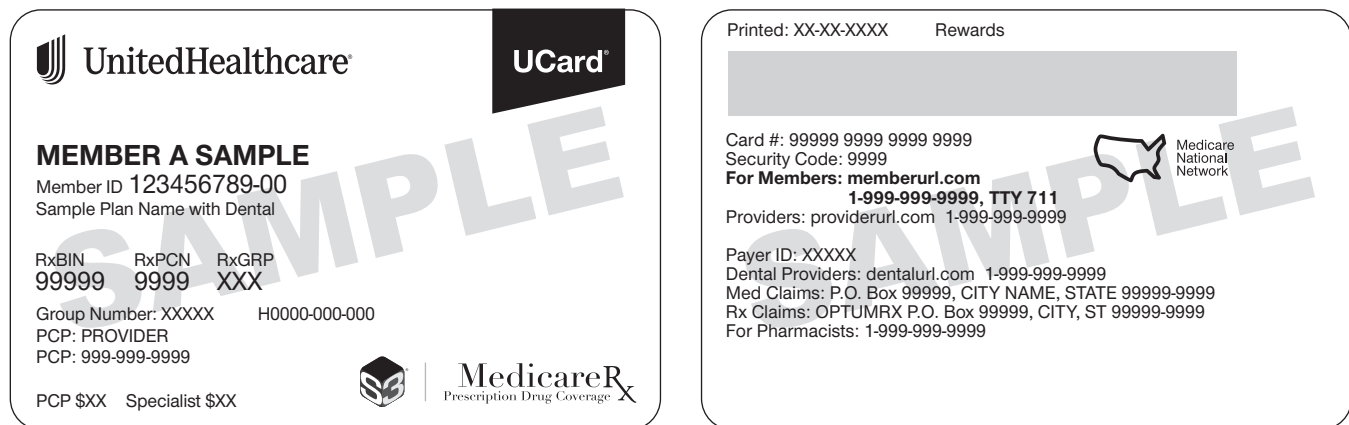 UnitedHealthcare®
UCard®
MEMBER A SAMPLE
Member ID 123456789-00
Sample Plan Name with Dental
RxBIN RxPCN RxGRP
99999 9999 XXX
Group Number: XXXXX H0000-000-000
PCP: PROVIDER
PCP: 999-999-9999
PCP $XX Specialist $XX
S3
MedicareRx
Prescription Drug Coverage
SAMPLE
Printed: XX-XX-XXXX Rewards
Card #: 99999 9999 9999 9999
Security Code: 9999
For Members: memberurl.com
1-999-999-9999, TTY 711
Providers: providerurl.com 1-999-999-9999
Medicare
National
Network
Payer ID: XXXXX
Dental Providers: dentalurl.com 1-999-999-9999
Med Claims: P.O. Box 99999, CITY NAME, STATE 99999-9999
Rx Claims: OPTUMRX P.O. Box 99999, CITY, ST 99999-9999
For Pharmacists: 1-999-999-9999
SAMPLE